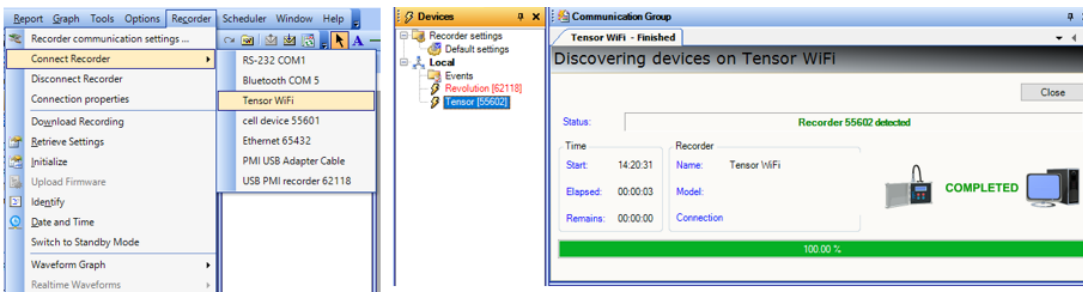 Report Graph Tools Options Recorder Scheduler Window Help
Recorder communication settings ...
Connect Recorder
Disconnect Recorder
Connection properties
Download Recording
Retrieve Settings
Initialize
Upload Firmware
Identify
Date and Time
Switch to Standby Mode
Waveform Graph
Realtime Waveforms
A
RS-232 COM1
Bluetooth COM 5
Tensor WiFi
cell device 55601
Ethernet 65432
PMI USB Adapter Cable
USB PMI recorder 62118
Devices
Recorder settings
Default settings
Local
Events
Revolution [62118]
Tensor [55602]
Communication Group
Tensor WiFi - Finished
Discovering devices on Tensor WiFi
Close
Status: Recorder 55602 detected
Time
Start: 14:20:31
Elapsed: 00:00:03
Remains: 00:00:00
Recorder
Name: Tensor WiFi
Model:
Connection
COMPLETED
100.00 %